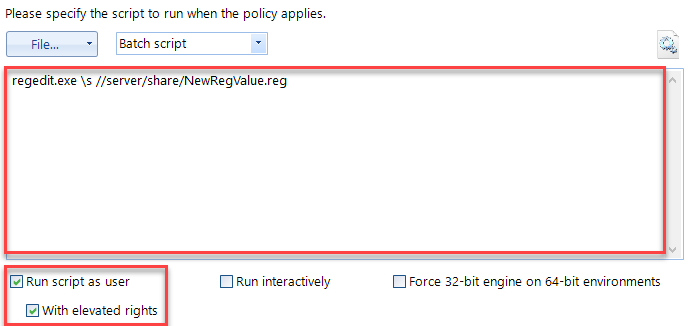 Please specify the script to run when the policy applies.
File... Batch script
regedit.exe \s //server/share/NewRegValue.reg
Run script as user Run interactively Force 32-bit engine on 64-bit environments
With elevated rights